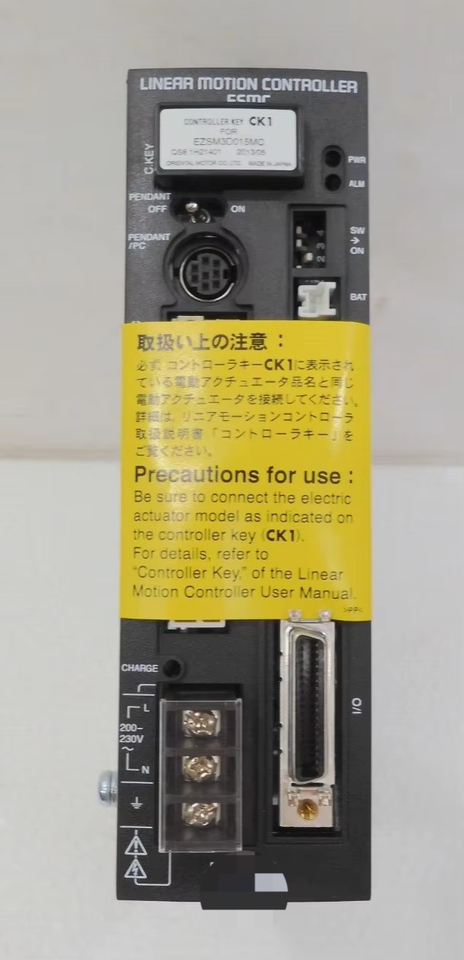 LINEAR MOTION CONTROLLER
ESMC
CONTROLLER KEY CK1
FOR
EZSM3D015MC
ORIENTAL MOTOR CO.,LTD. MADE IN JAPAN
C.KEY
PWR
ALM
PENDANT
OFF
ON
PENDANT
/PC
2 3 4
SW
→
ON
BAT
取扱い上の注意：
必ず、コントローラキーCK1に表示され
ている電動アクチュエータ品名と同じ
電動アクチュエータを接続してください。
詳細は、リニアモーションコントローラ
取扱説明書「コントローラキー」を
ご覧ください。
Precautions for use :
Be sure to connect the electric
actuator model as indicated on
the controller key (CK1).
For details, refer to
“Controller Key,” of the Linear
Motion Controller User Manual.
>PP<
CHARGE
L
200-
230V
~
N
I/O